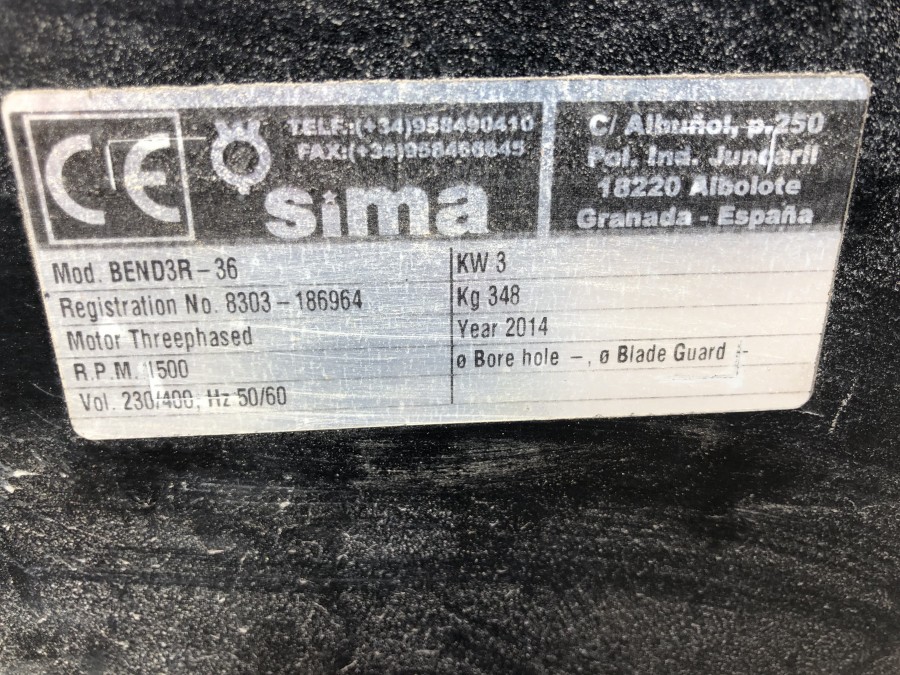 CE
TELF.:(+34)958490410
FAX:(+34)958466645
sima
C/ Albuñol, p.250
Pol. Ind. Juncaril
18220 Albolote
Granada - España
Mod. BEND3R - 36
Registration No. 8303 - 186964
Motor Threephased
R.P.M. 1500
Vol. 230/400, Hz 50/60
KW 3
Kg 348
Year 2014
ø Bore hole - , ø Blade Guard -